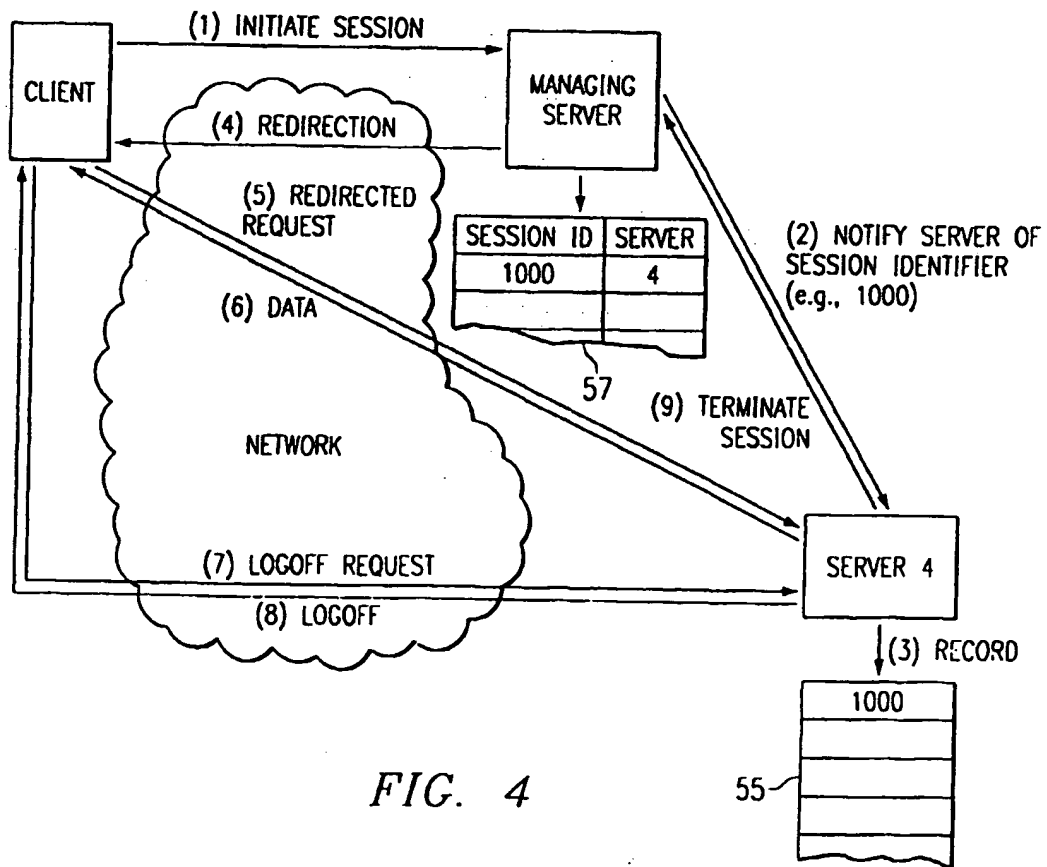 (1) INITIATE SESSION
CLIENT
MANAGING
SERVER
(4) REDIRECTION
(5) REDIRECTED
REQUEST
SESSION ID SERVER
1000 4
(2) NOTIFY SERVER OF
SESSION IDENTIFIER
(e.g., 1000)
(6) DATA
57
(9) TERMINATE
SESSION
NETWORK
SERVER 4
(7) LOGOFF REQUEST
(8) LOGOFF
(3) RECORD
1000
55
FIG. 4